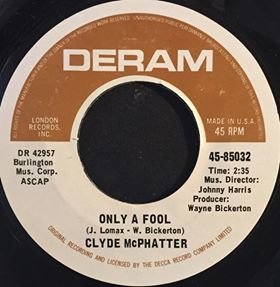 DERAM
LONDON
RECORDS,
INC.
MADE IN U.S.A.
45 RPM
DR 42957
Burlington
Mus. Corp.
ASCAP
45-85032
Time: 2:35
Mus. Director:
Johnny Harris
Producer:
Wayne Bickerton
ONLY A FOOL
(J. Lomax - W. Bickerton)
CLYDE McPHATTER
ORIGINAL RECORDING AND LICENSED BY THE DECCA RECORD COMPANY LIMITED